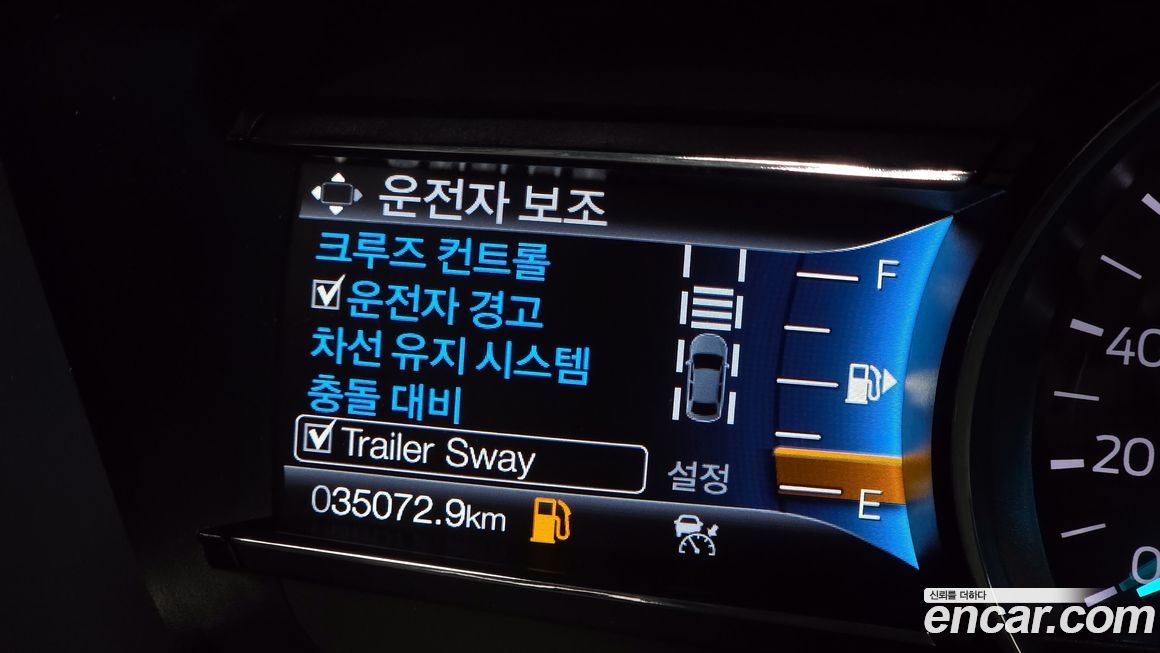 운전자 보조
크루즈 컨트롤
운전자 경고
차선 유지 시스템
충돌 대비
Trailer Sway
설정
035072.9km
F
E
40
20
0
신뢰를 더하다
encar.com